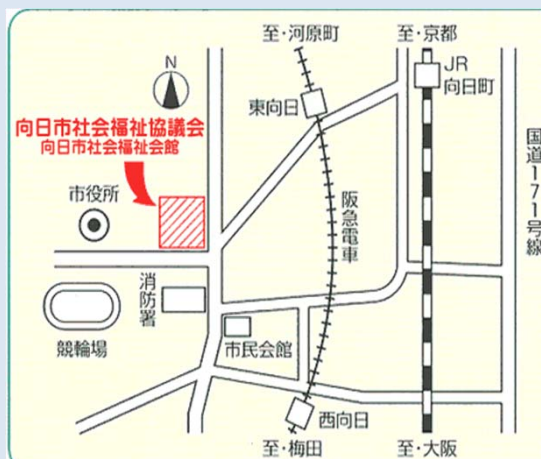 至・河原町
至・京都
N
JR
向日町
東向日
向日市社会福祉協議会
向日市社会福祉会館
国道171号線
市役所
阪急電車
消防署
市民会館
競輪場
西向日
至・梅田
至・大阪